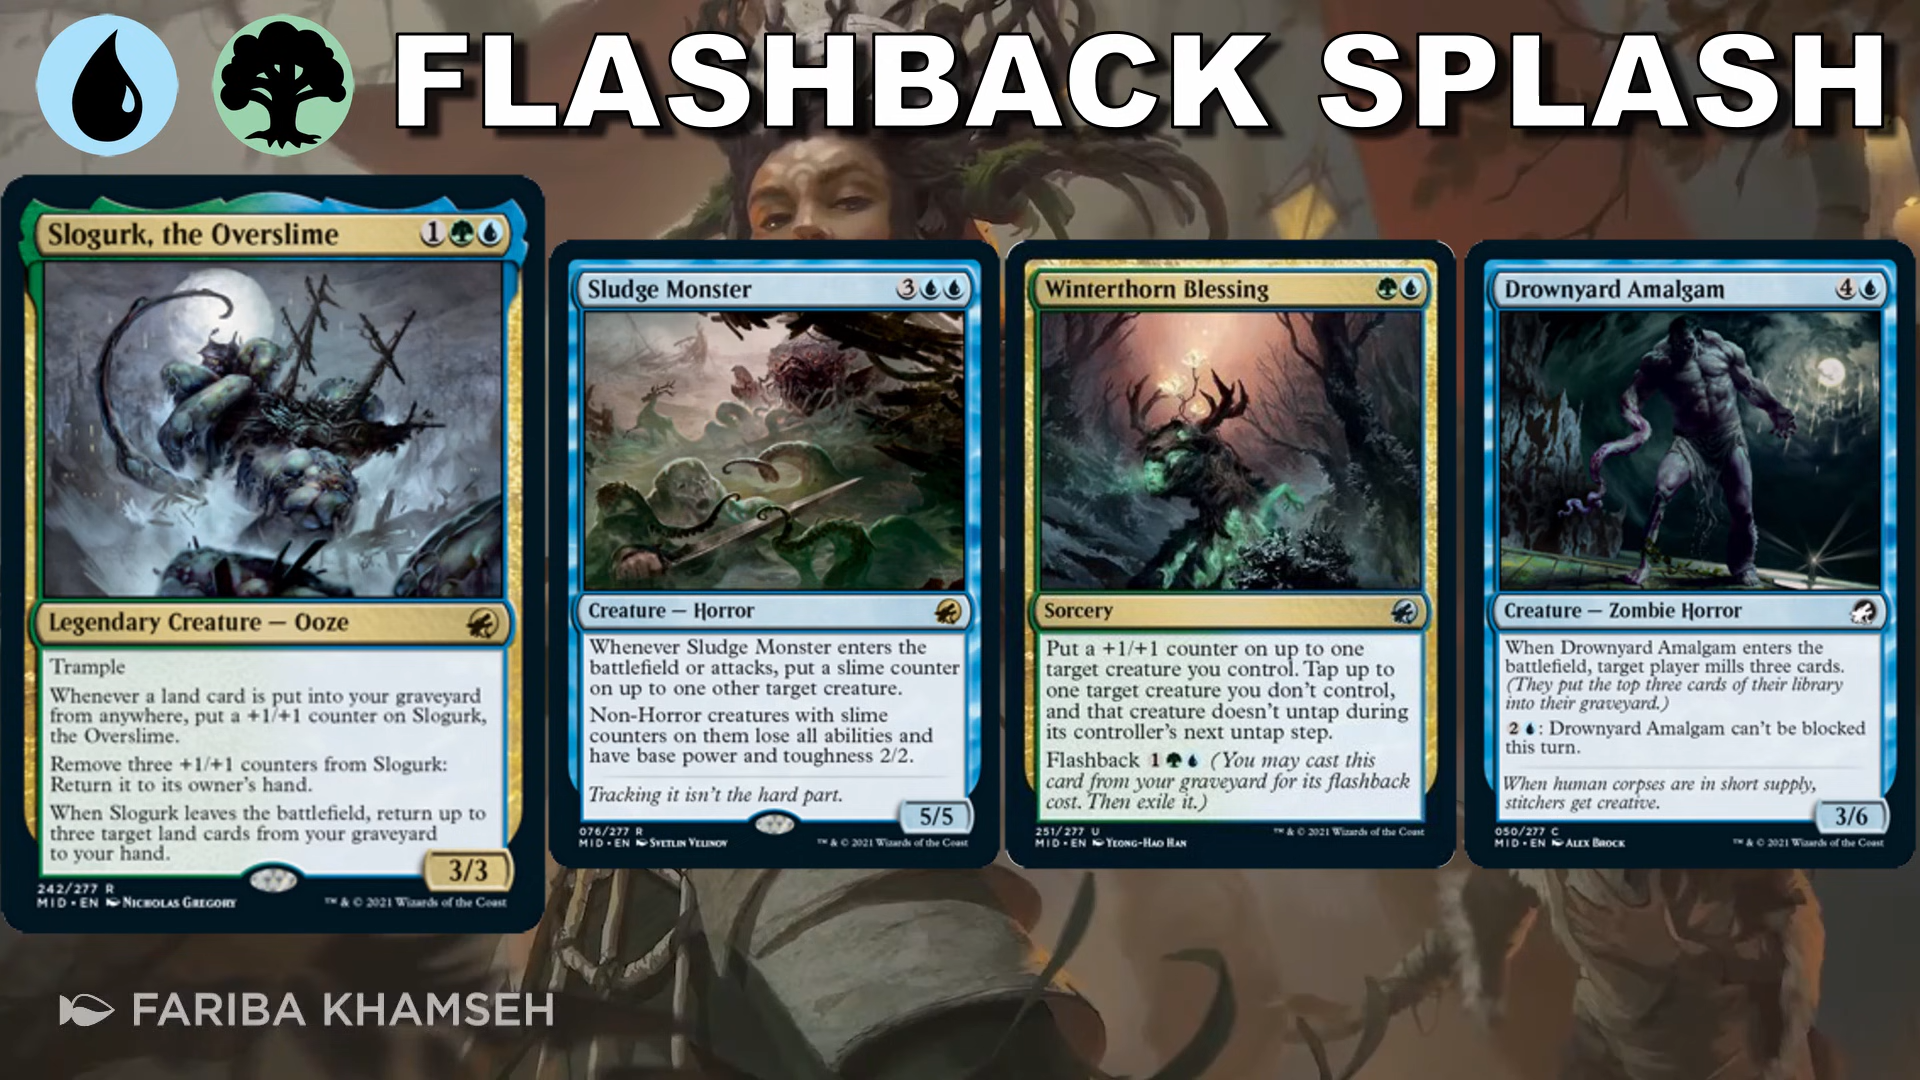 FLASHBACK SPLASH
Slogurk, the Overslime 1
Legendary Creature — Ooze
Trample
Whenever a land card is put into your graveyard
from anywhere, put a +1/+1 counter on Slogurk,
the Overslime.
Remove three +1/+1 counters from Slogurk:
Return it to its owner's hand.
When Slogurk leaves the battlefield, return up to
three target land cards from your graveyard
to your hand.
3/3
242/277 R
MID • EN Nicholas Gregory ™ & © 2021 Wizards of the Coast
Sludge Monster 3
Creature — Horror
Whenever Sludge Monster enters the
battlefield or attacks, put a slime counter
on up to one other target creature.
Non-Horror creatures with slime
counters on them lose all abilities and
have base power and toughness 2/2.
Tracking it isn't the hard part.
5/5
076/277 R
MID • EN Svetlin Velinov ™ & © 2021 Wizards of the Coast
Winterthorn Blessing
Sorcery
Put a +1/+1 counter on up to one
target creature you control. Tap up to
one target creature you don't control,
and that creature doesn't untap during
its controller's next untap step.
Flashback 1 (You may cast this
card from your graveyard for its flashback
cost. Then exile it.)
251/277 U
MID • EN Yeong-Hao Han ™ & © 2021 Wizards of the Coast
Drownyard Amalgam 4
Creature — Zombie Horror
When Drownyard Amalgam enters the
battlefield, target player mills three cards.
(They put the top three cards of their library
into their graveyard.)
2 : Drownyard Amalgam can't be blocked
this turn.
When human corpses are in short supply,
stitchers get creative.
3/6
050/277 C
MID • EN Alex Brock ™ & © 2021 Wizards of the Coast
FARIBA KHAMSEH